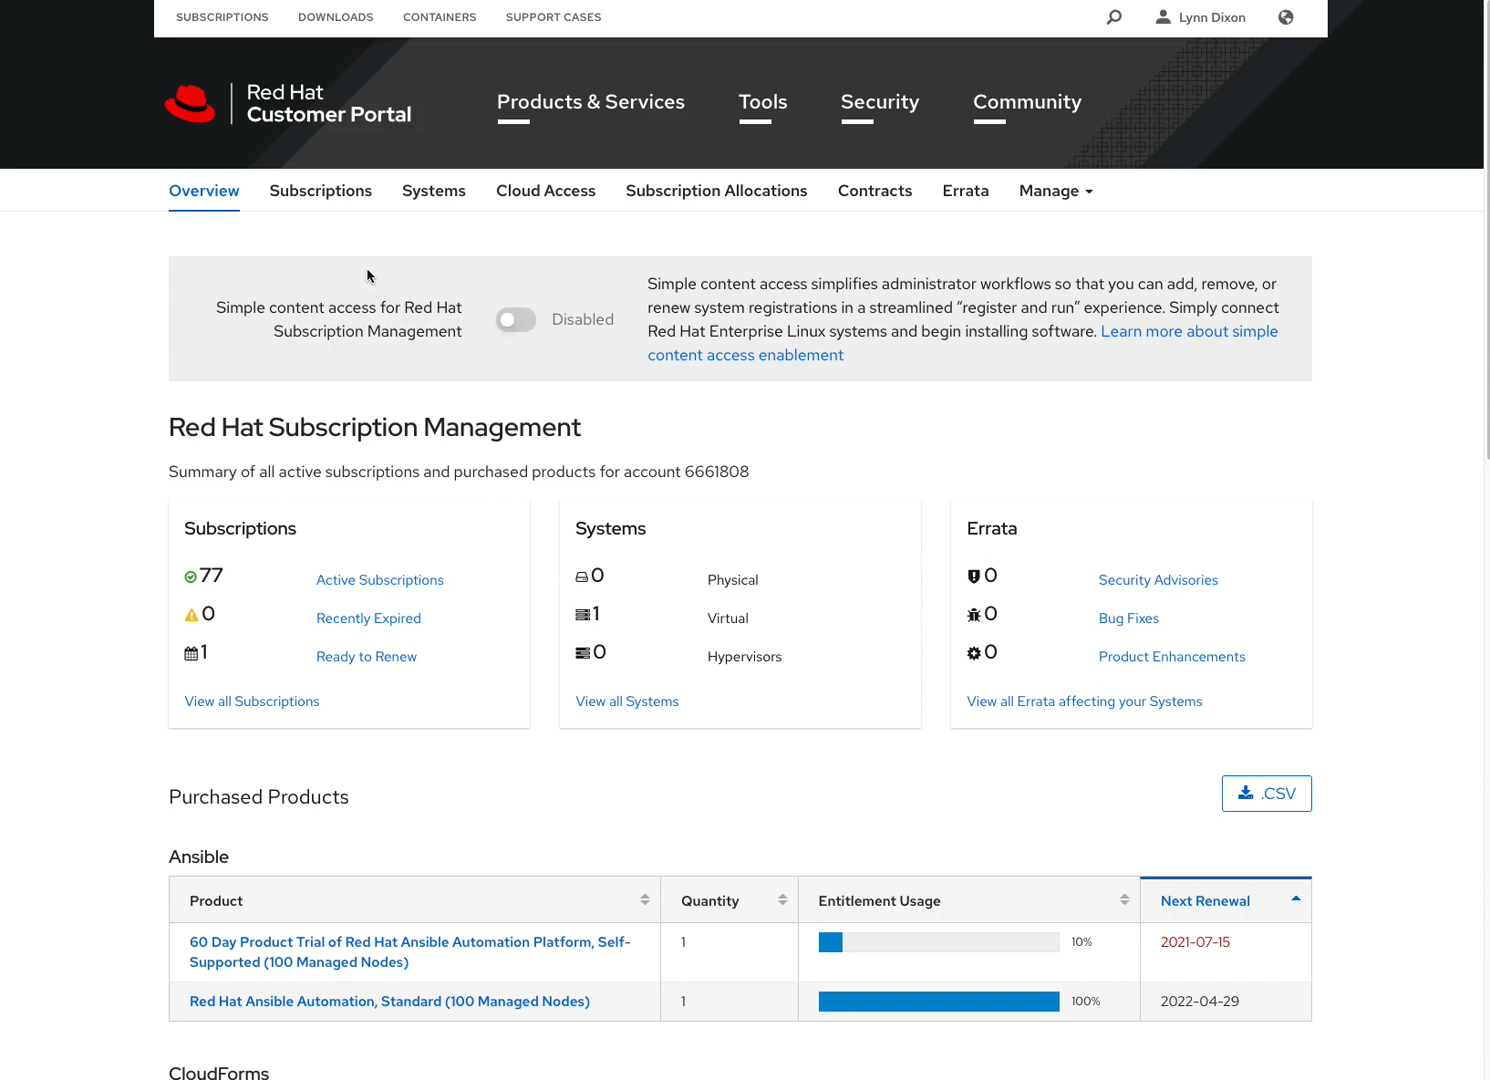 SUBSCRIPTIONS DOWNLOADS CONTAINERS SUPPORT CASES Lynn Dixon
Red Hat
Customer Portal
Products & Services Tools Security Community
Overview Subscriptions Systems Cloud Access Subscription Allocations Contracts Errata Manage
Simple content access for Red Hat
Subscription Management
Disabled
Simple content access simplifies administrator workflows so that you can add, remove, or
renew system registrations in a streamlined “register and run” experience. Simply connect
Red Hat Enterprise Linux systems and begin installing software. Learn more about simple
content access enablement
Red Hat Subscription Management
Summary of all active subscriptions and purchased products for account 6661808
Subscriptions
77 Active Subscriptions
0 Recently Expired
1 Ready to Renew
View all Subscriptions
Systems
0 Physical
1 Virtual
0 Hypervisors
View all Systems
Errata
0 Security Advisories
0 Bug Fixes
0 Product Enhancements
View all Errata affecting your Systems
Purchased Products
.CSV
Ansible
Product Quantity Entitlement Usage Next Renewal
60 Day Product Trial of Red Hat Ansible Automation Platform, Self-
Supported (100 Managed Nodes)
1 10% 2021-07-15
Red Hat Ansible Automation, Standard (100 Managed Nodes) 1 100% 2022-04-29
CloudForms